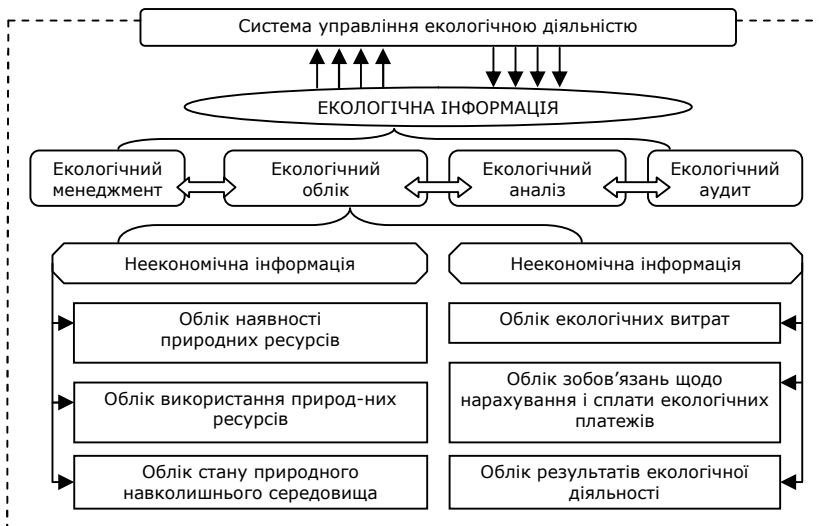 Система управління екологічною діяльністю
ЕКОЛОГІЧНА ІНФОРМАЦІЯ
Екологічний
менеджмент
Екологічний
облік
Екологічний
аналіз
Екологічний
аудит
Неекономічна інформація
Облік наявності
природних ресурсів
Облік використання природ-них
ресурсів
Облік стану природного
навколишнього середовища
Неекономічна інформація
Облік екологічних витрат
Облік зобов’язань щодо
нарахування і сплати екологічних
платежів
Облік результатів екологічної
діяльності